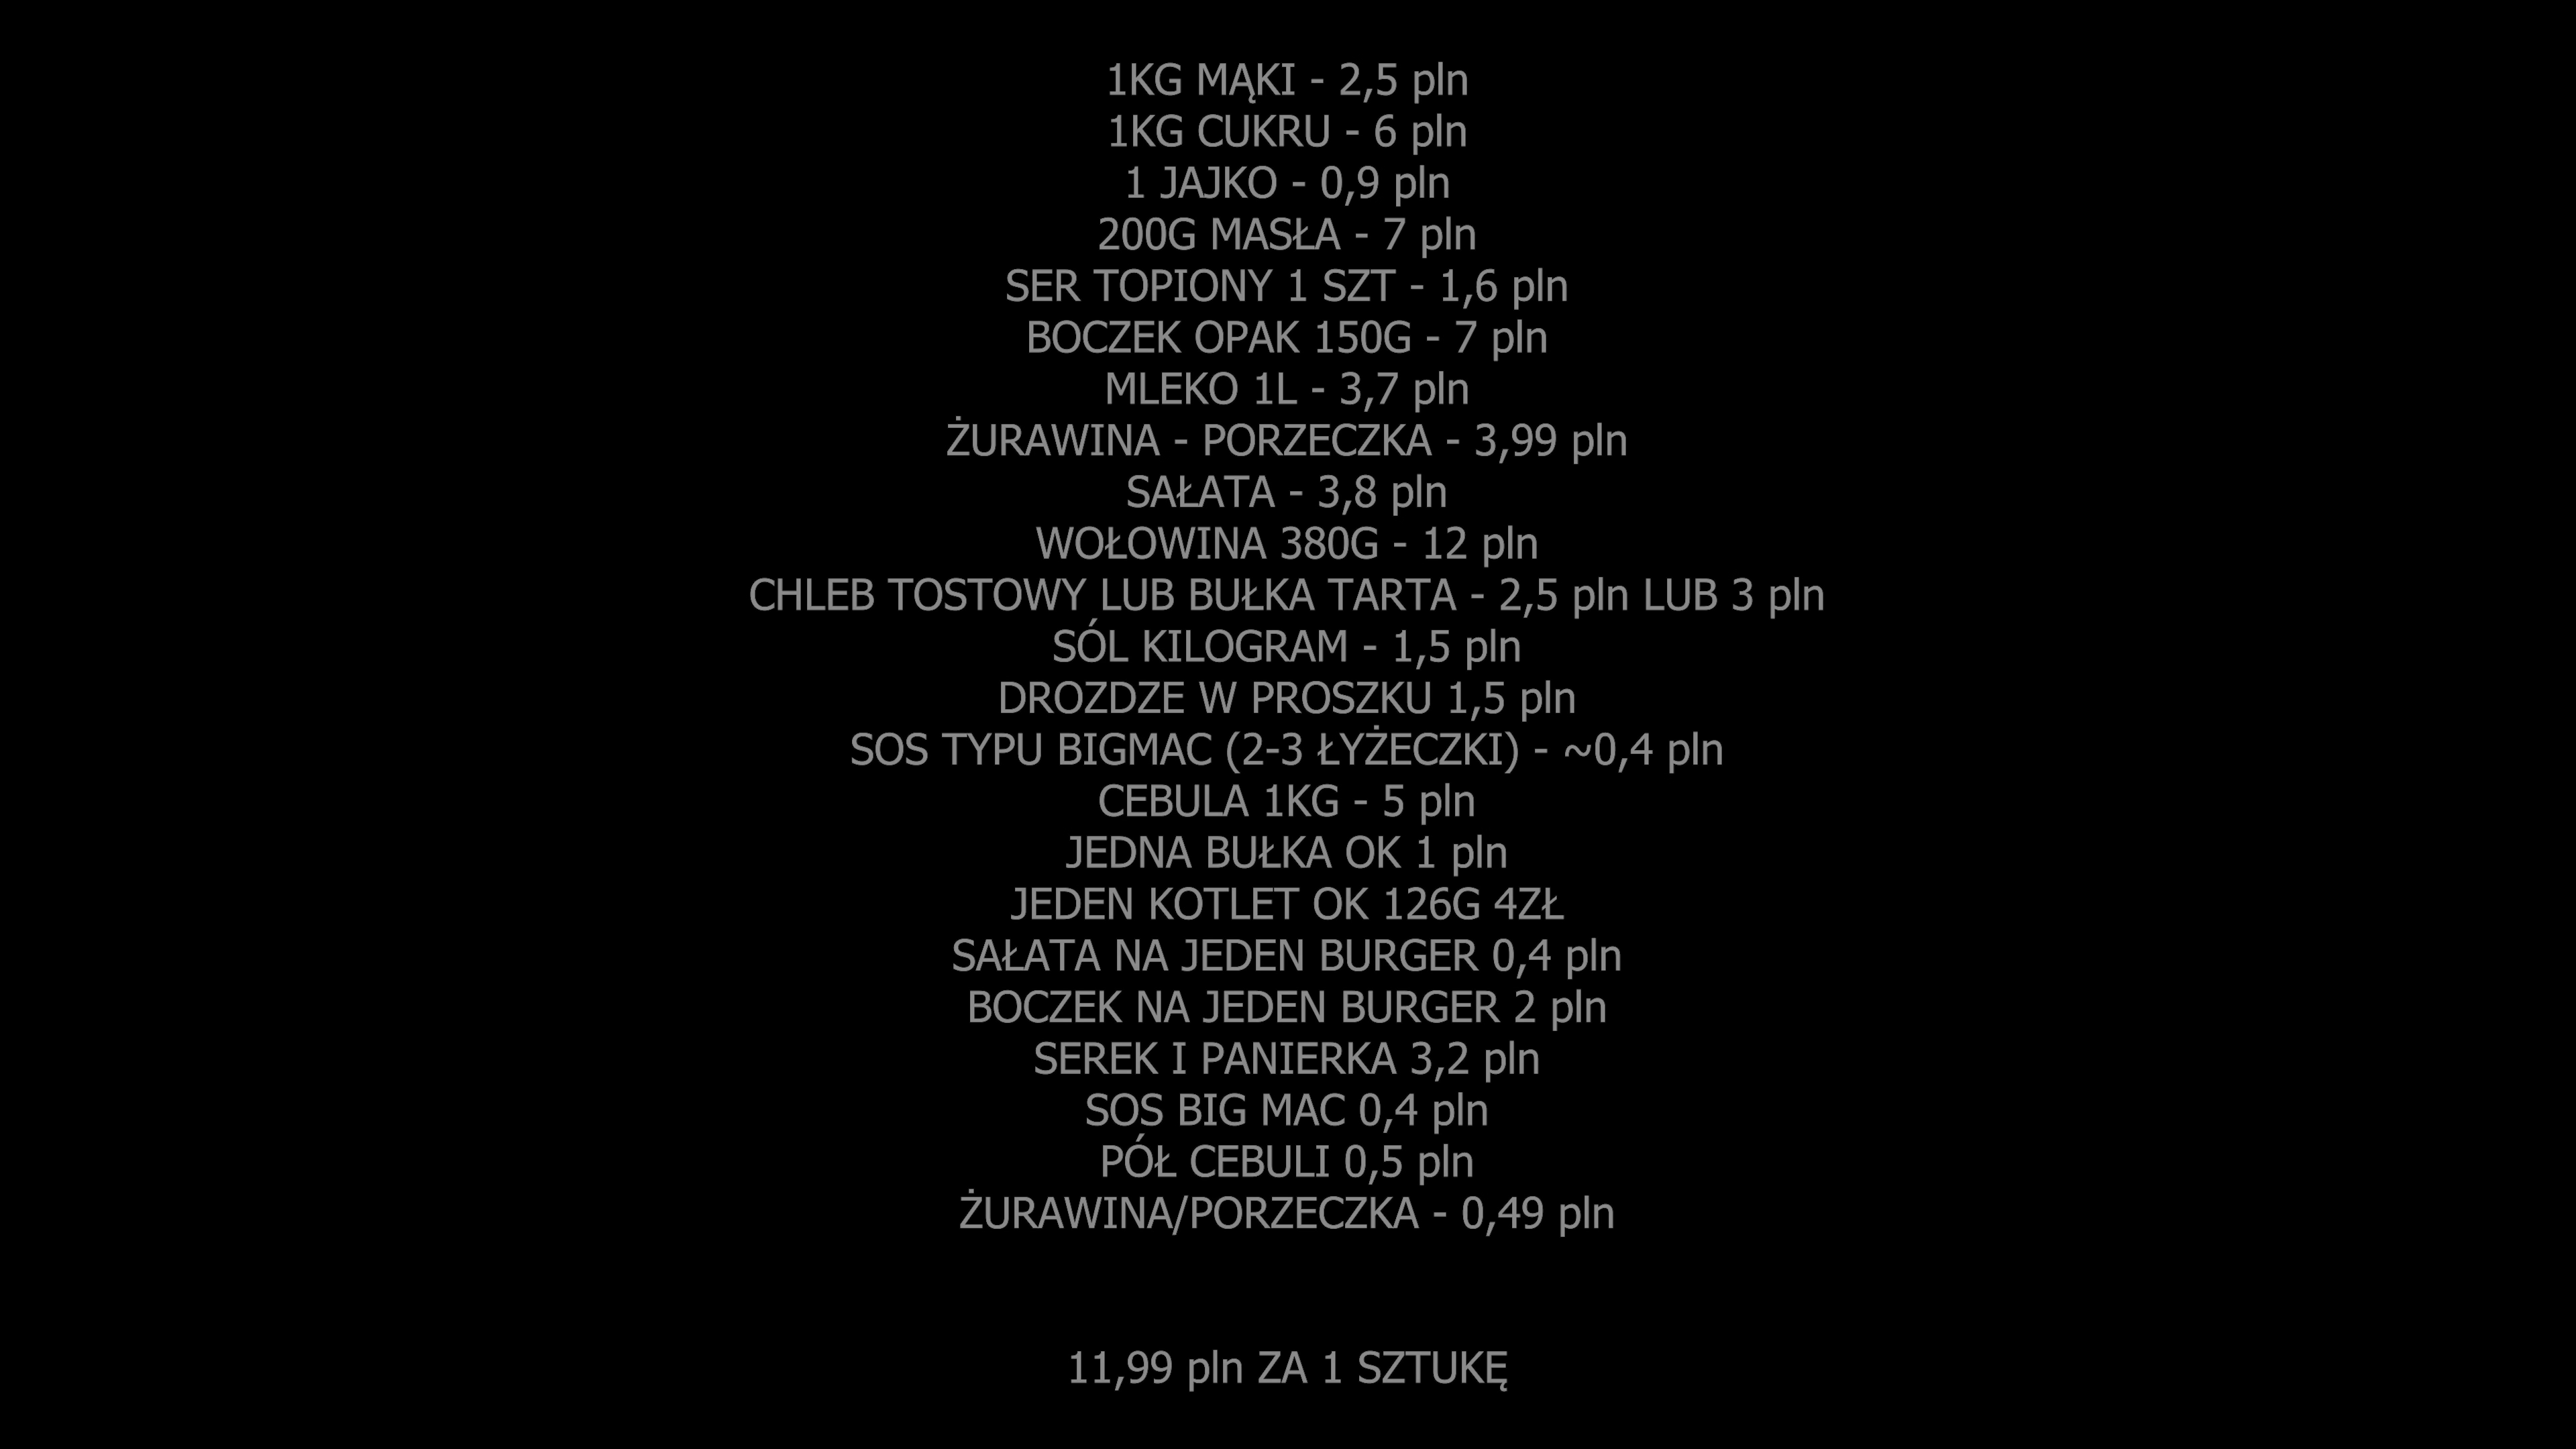 1KG MĄKI - 2,5 pln
1KG CUKRU - 6 pln
1 JAJKO - 0,9 pln
200G MASŁA - 7 pln
SER TOPIONY 1 SZT - 1,6 pln
BOCZEK OPAK 150G - 7 pln
MLEKO 1L - 3,7 pln
ŻURAWINA - PORZECZKA - 3,99 pln
SAŁATA - 3,8 pln
WOŁOWINA 380G - 12 pln
CHLEB TOSTOWY LUB BUŁKA TARTA - 2,5 pln LUB 3 pln
SÓL KILOGRAM - 1,5 pln
DROZDZE W PROSZKU 1,5 pln
SOS TYPU BIGMAC (2-3 ŁYŻECZKI) - ~0,4 pln
CEBULA 1KG - 5 pln
JEDNA BUŁKA OK 1 pln
JEDEN KOTLET OK 126G 4ZŁ
SAŁATA NA JEDEN BURGER 0,4 pln
BOCZEK NA JEDEN BURGER 2 pln
SEREK I PANIERKA 3,2 pln
SOS BIG MAC 0,4 pln
PÓŁ CEBULI 0,5 pln
ŻURAWINA/PORZECZKA - 0,49 pln
11,99 pln ZA 1 SZTUKĘ